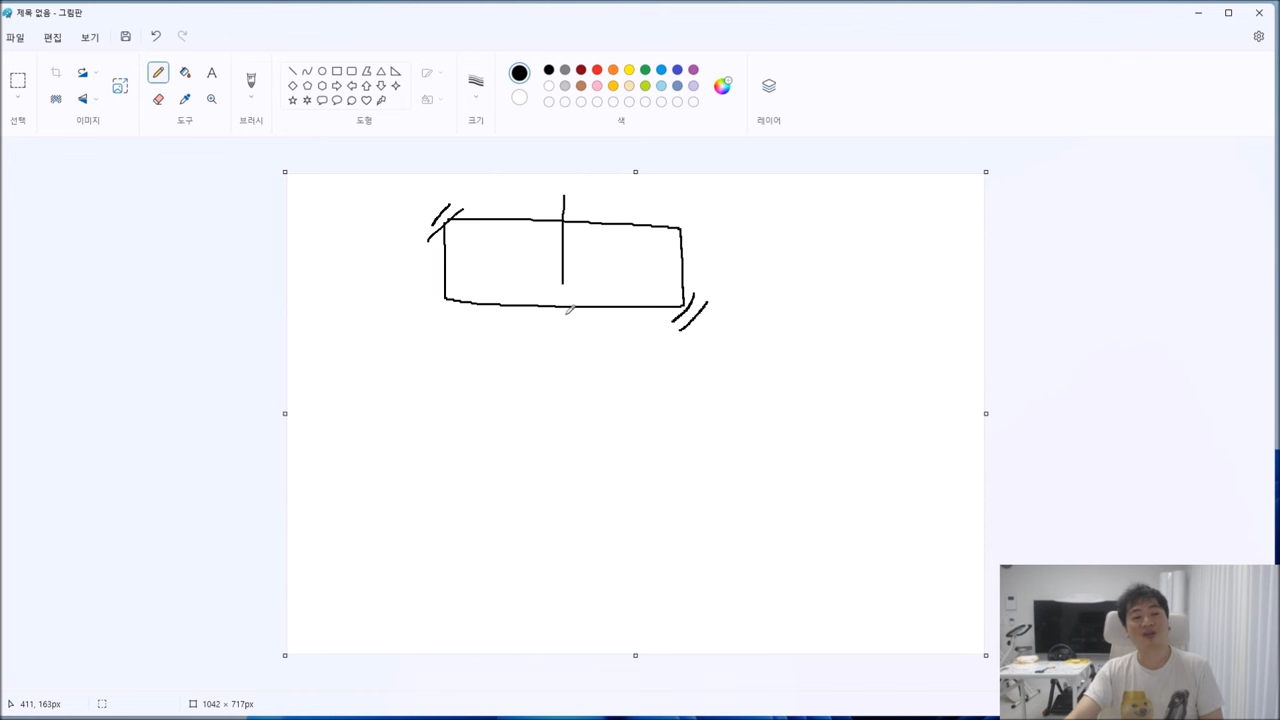 제목 없음 - 그림판
파일 편집 보기
선택 이미지 도구 브러시 도형 크기 색 레이어
411, 163px 1042 × 717px